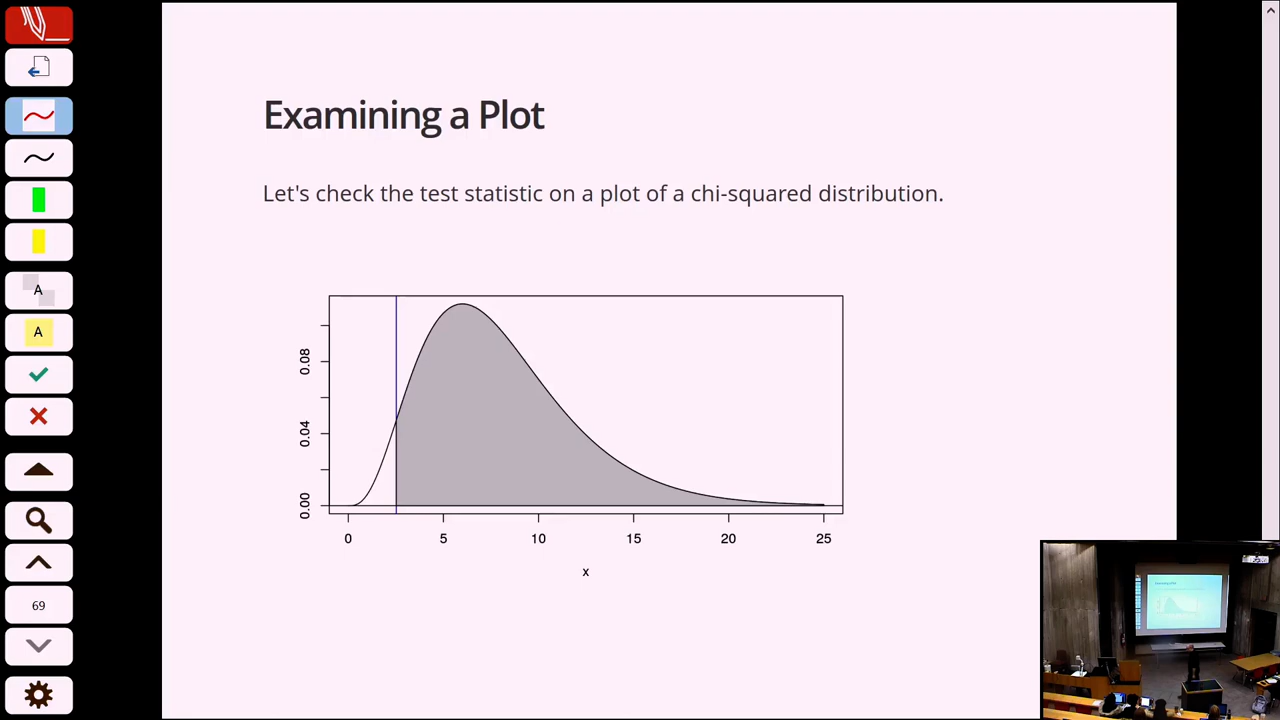 Examining a Plot
Let's check the test statistic on a plot of a chi-squared distribution.
0.08
0.04
0.00
0 5 10 15 20 25
x
A
A
69